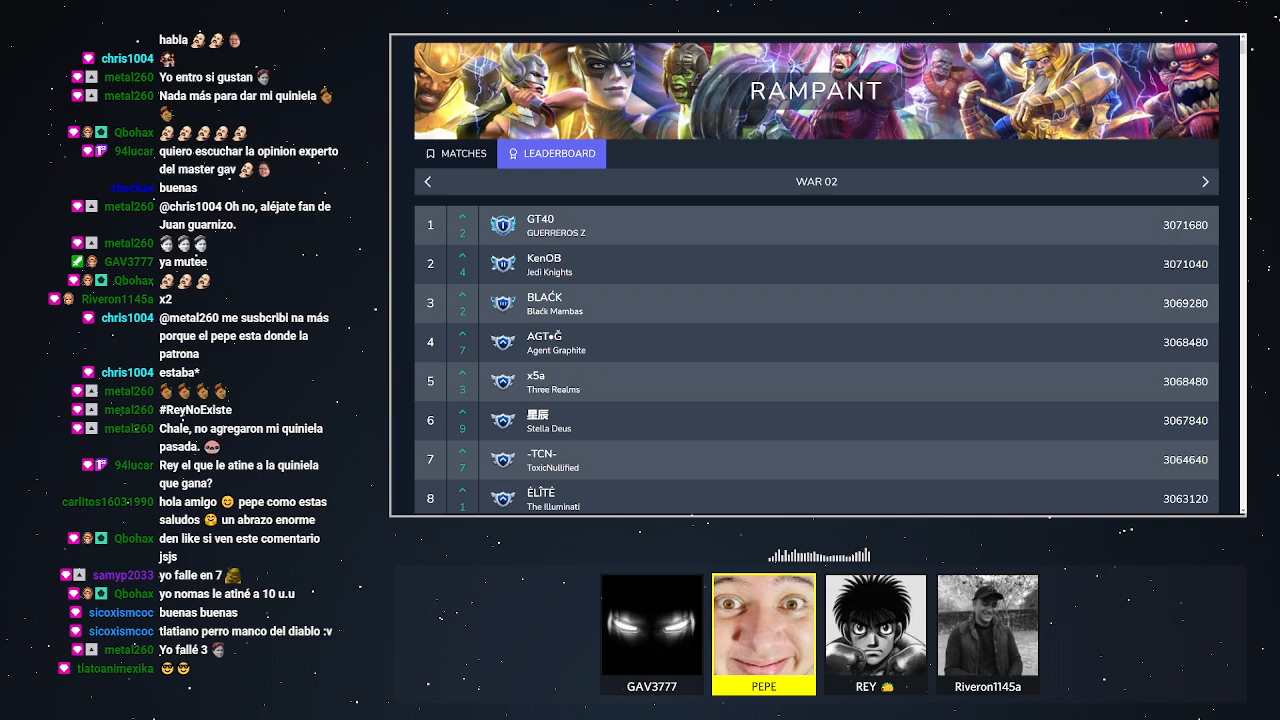 habla
chris1004
metal260 Yo entro si gustan
metal260 Nada más para dar mi quiniela
Qbohax
94lucar quiero escuchar la opinion experto
del master gav
buenas
metal260 @chris1004 Oh no, aléjate fan de
Juan guarnizo.
metal260
GAV3777 ya mutee
Qbohax
Riveron1145a x2
chris1004 @metal260 me susbcribi na más
porque el pepe esta donde la
patrona
chris1004 estaba*
metal260
metal260 #ReyNoExiste
metal260 Chale, no agregaron mi quiniela
pasada.
94lucar Rey el que le atine a la quiniela
que gana?
carlitos16031990 hola amigo 😊 pepe como estas
saludos 🤗 un abrazo enorme
Qbohax den like si ven este comentario
jsjs
samyp2033 yo falle en 7
Qbohax yo nomas le atiné a 10 u.u
sicoxismcoc buenas buenas
sicoxismcoc tlatiano perro manco del diablo :v
metal260 Yo fallé 3
tlatoanimexika 😎 😎
RAMPANT
MATCHES LEADERBOARD
WAR 02
1 2 GT40 3071680
GUERREROS Z
2 4 KenOB 3071040
Jedi Knights
3 2 BLAĆK 3069280
Blaćk Mambas
4 7 AGT•Ğ 3068480
Agent Graphite
5 3 x5a 3068480
Three Realms
6 9 星辰 3067840
Stella Deus
7 7 -TCN- 3064640
ToxicNullified
8 1 ÉLÎTÈ 3063120
The Illuminati
GAV3777
PEPE
REY 🌮
Riveron1145a